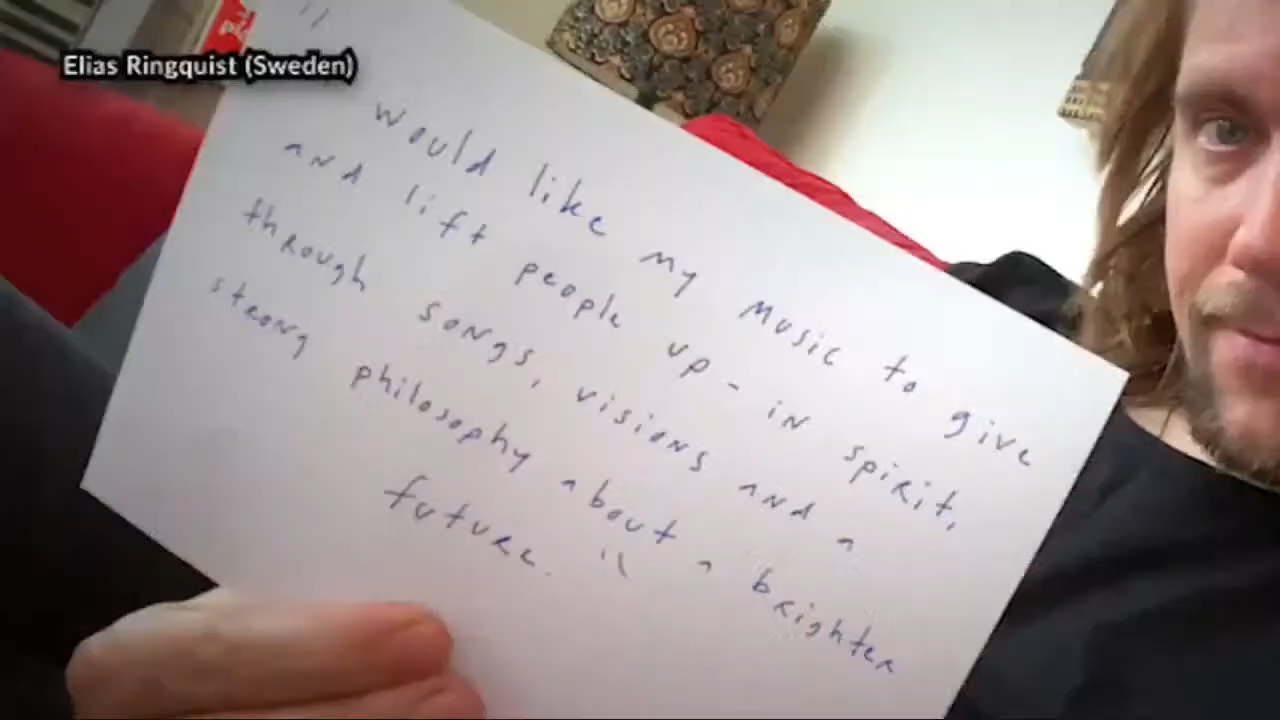 Elias Ringquist (Sweden)
"
would like my music to give
and lift people up - in spirit,
through songs, visions and a
strong philosophy about a brighter
future."